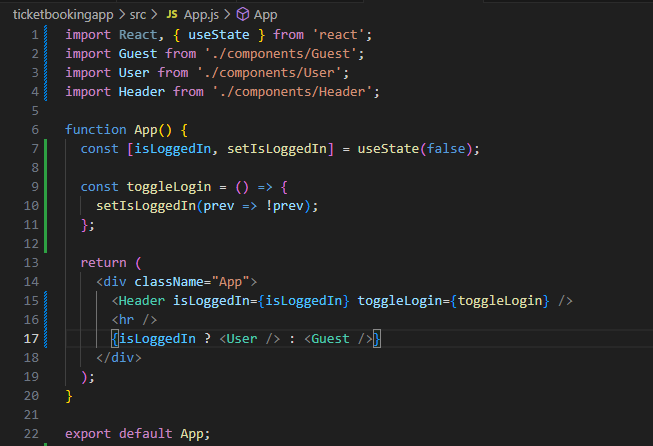 ticketbookingapp > src > JS App.js > App
1 import React, { useState } from 'react';
2 import Guest from './components/Guest';
3 import User from './components/User';
4 import Header from './components/Header';
5
6 function App() {
7 const [isLoggedIn, setIsLoggedIn] = useState(false);
8
9 const toggleLogin = () => {
10 setIsLoggedIn(prev => !prev);
11 };
12
13 return (
14 <div className="App">
15 <Header isLoggedIn={isLoggedIn} toggleLogin={toggleLogin} />
16 <hr />
17 {isLoggedIn ? <User /> : <Guest />}
18 </div>
19 );
20 }
21
22 export default App;